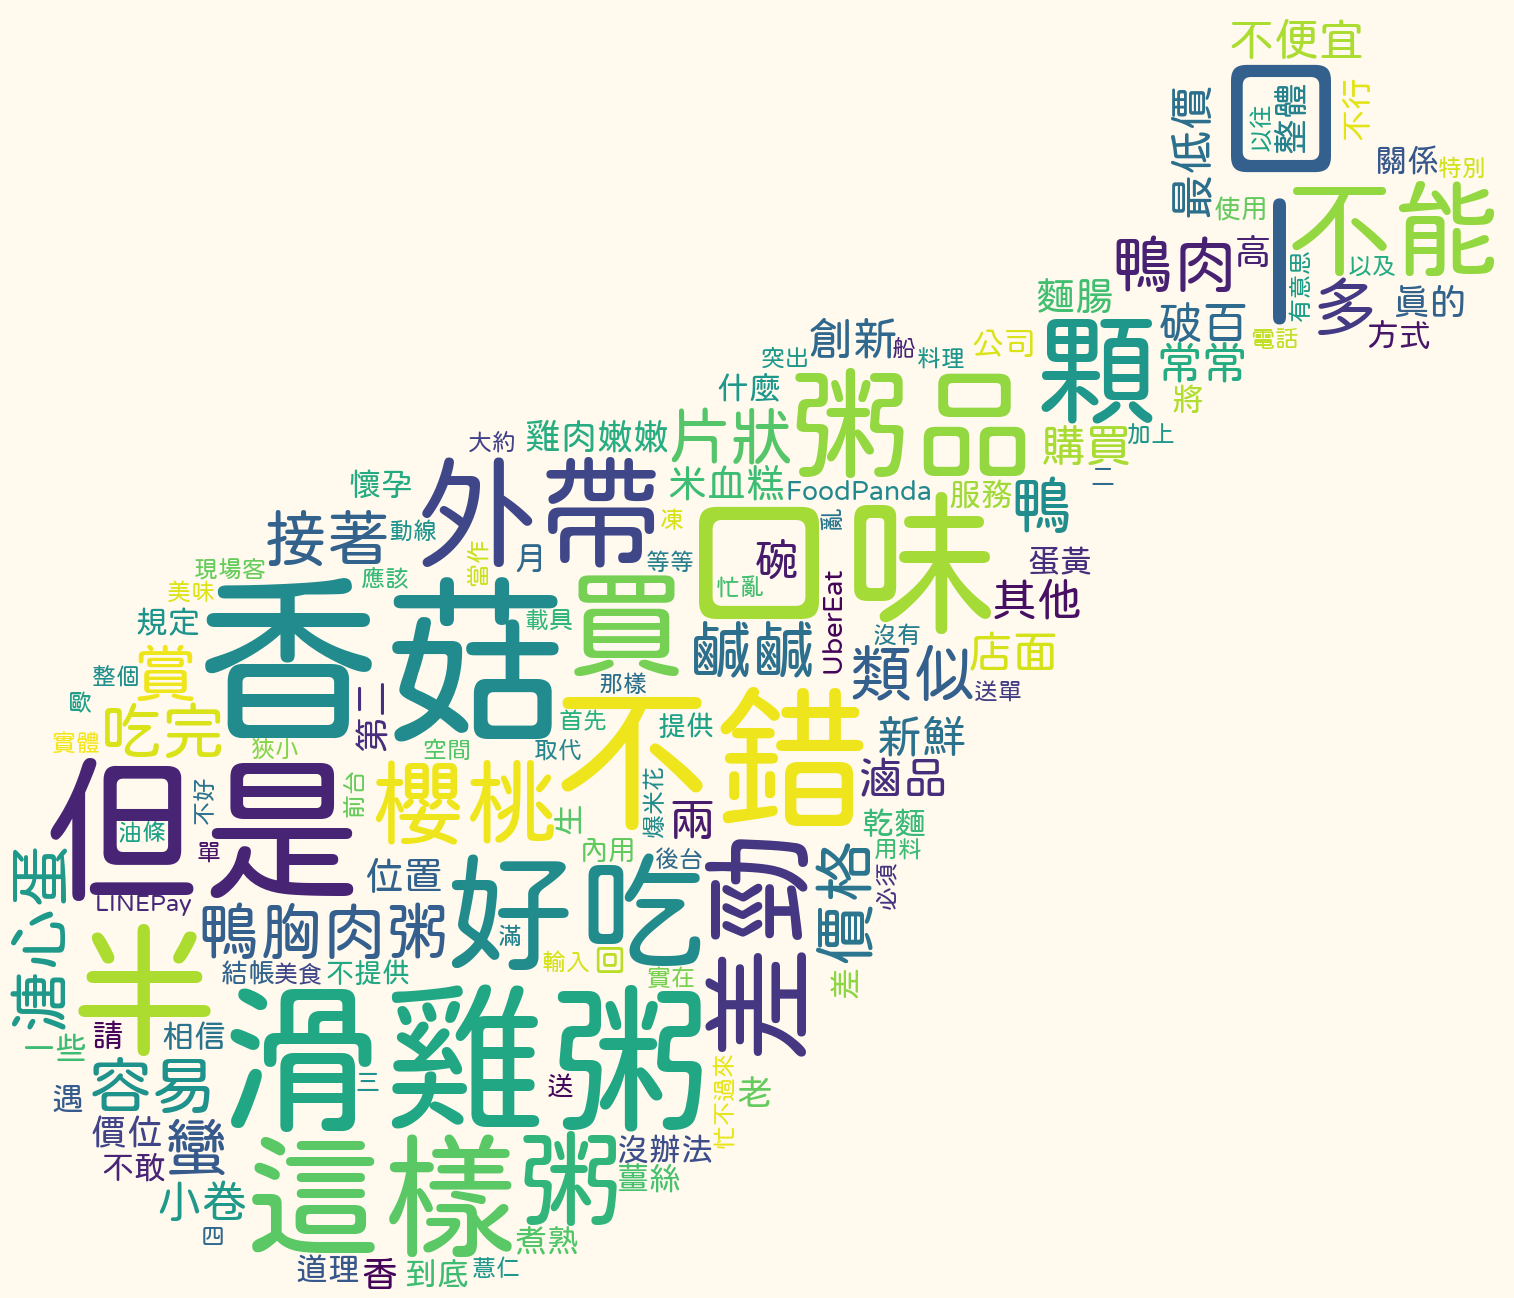 不便宜
口
以往
整體
不行
最低價
關係
特別
使用
不能
鴨肉
高
一
以及
有意思
多
眞的
方式
電話
麵腸
破百
常常
將
創新
船
突出
料理
公司
顆
什麼
粥品
購買
加上
大約
雞肉嫩嫩
片狀
二
懷孕
外帶
米血糕
FoodPanda
服務
鴨
接著
動線
凍
口味
亂
碗
忙亂
當作
月
等等
蛋黃
現場客
應該
美味
其他
香菇
買
載具
規定
鹹鹹
UberEat
沒有
類似
店面
送單
賞
整個
歐
那樣
第二
吃完
實體
狹小
空間
首先
取代
提供
不錯
新鮮
滷品
但是
不好
前台
櫻桃
生
爆米花
兩
油條
單
乾麵
用料
內用
後台
位置
差勁
價格
必須
溏心蛋
LINEPay
鴨胸肉粥
好吃
滿
輸入
回
半
結帳
美食
不提供
實在
差
一些
請
相信
滑雞粥
三
送
忙不過來
老
容易
遇
價位
不敢
蠻
這樣
粥
沒辦法
薑絲
小卷
四
煮熟
道理
香
到底
薏仁